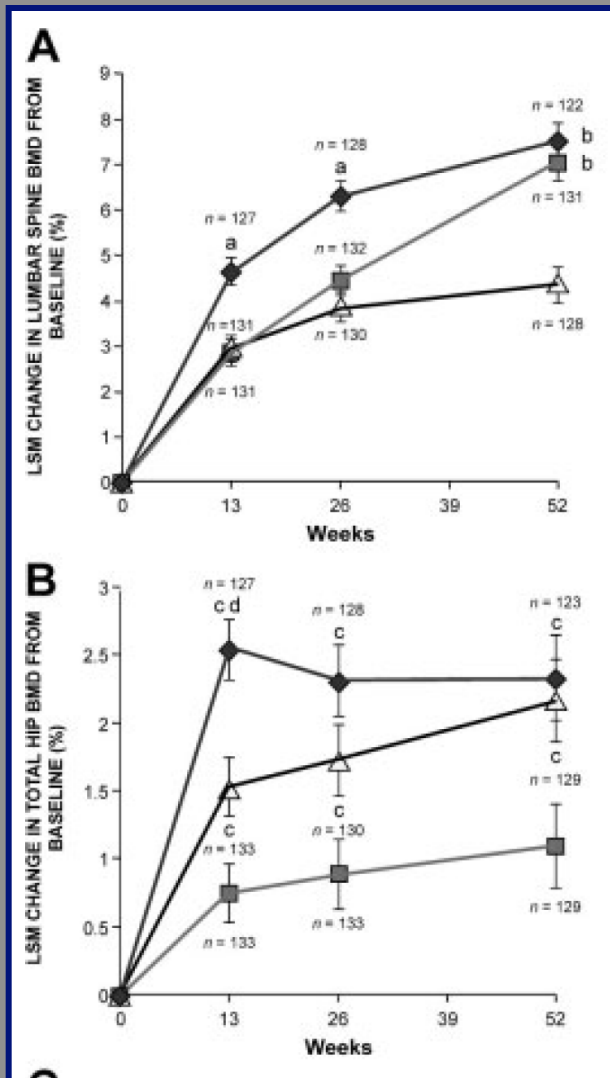 A
LSM CHANGE IN LUMBAR SPINE BMD FROM
BASELINE (%)
9
8
7
6
5
4
3
2
1
0
n = 127
a
n = 128
a
n = 122
b
b
n = 131
n = 132
n = 131
n = 130
n = 128
n = 131
0 13 26 39 52
Weeks
B
LSM CHANGE IN TOTAL HIP BMD FROM
BASELINE (%)
3
2.5
2
1.5
1
0.5
0
n = 127
c d
n = 128
c
n = 123
c
c
n = 129
c
n = 133
c
n = 130
n = 133
n = 133
n = 129
0 13 26 39 52
Weeks